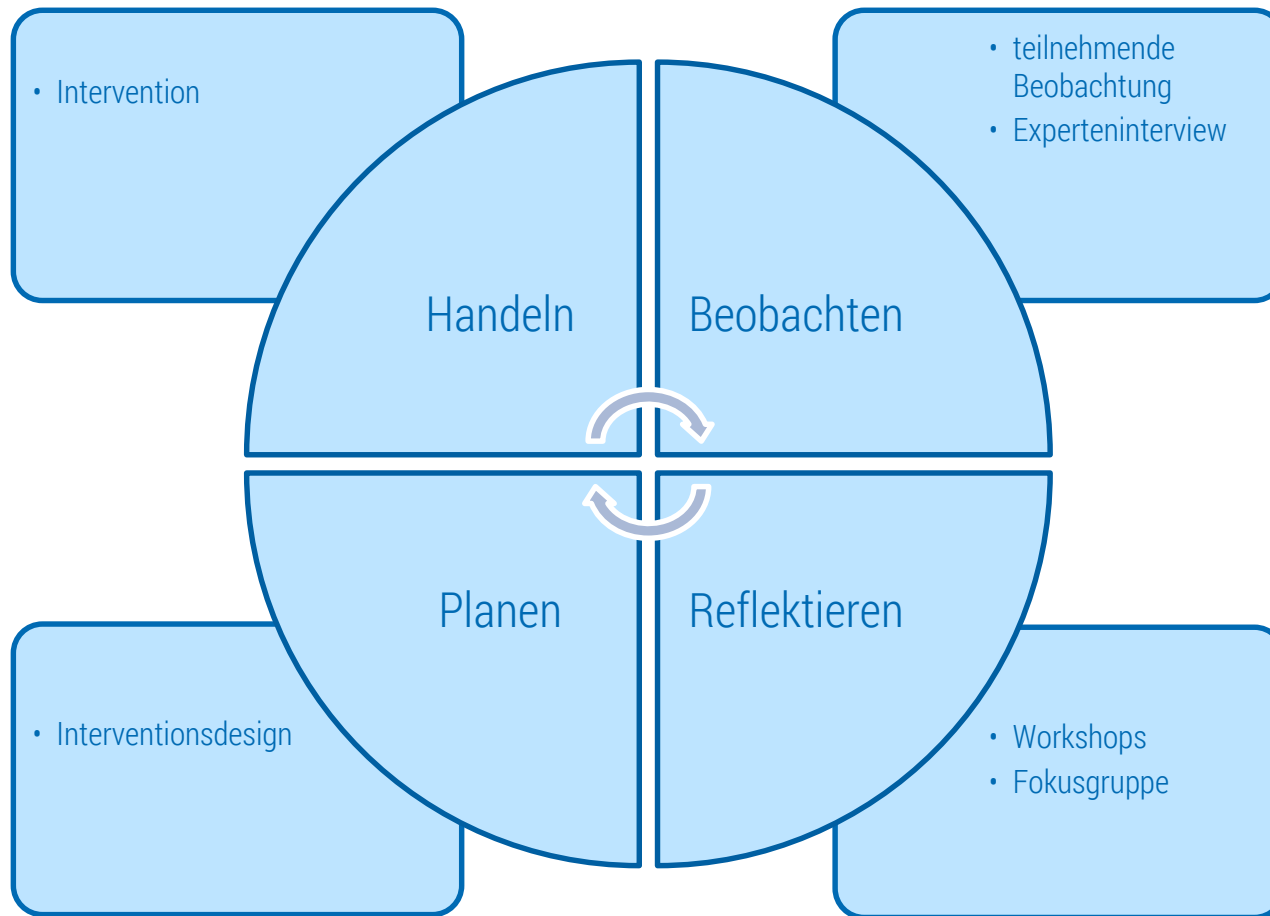 • Intervention
• teilnehmende
Beobachtung
• Experteninterview
Handeln
Beobachten
Planen
Reflektieren
• Interventionsdesign
• Workshops
• Fokusgruppe